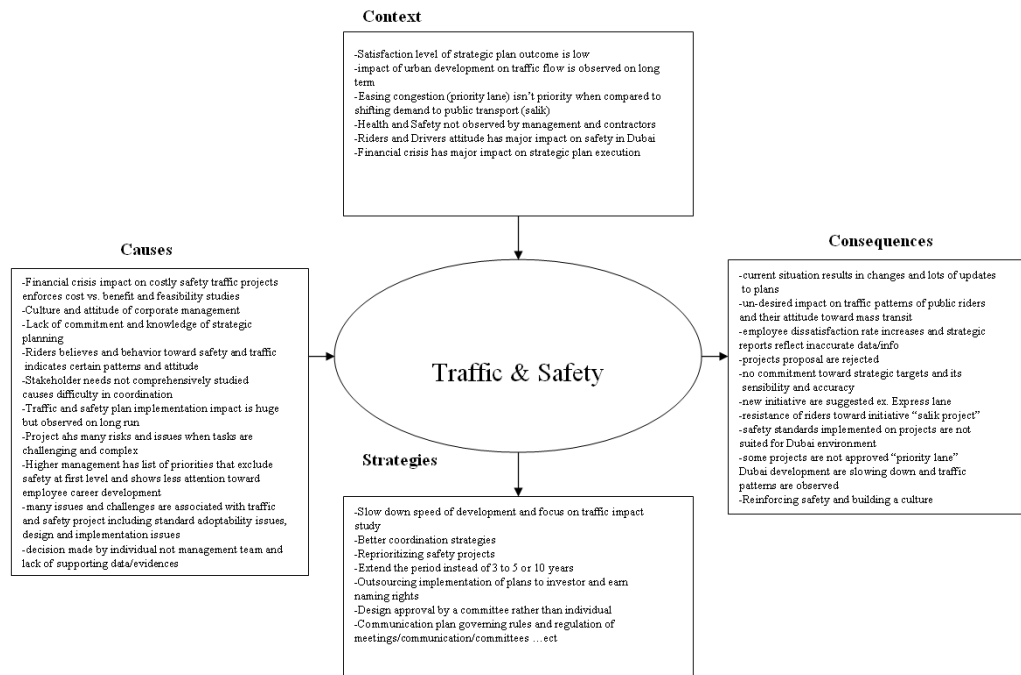 Context
-Satisfaction level of strategic plan outcome is low
-impact of urban development on traffic flow is observed on long
term
-Easing congestion (priority lane) isn't priority when compared to
shifting demand to public transport (salik)
-Health and Safety not observed by management and contractors
-Riders and Drivers attitude has major impact on safety in Dubai
-Financial crisis has major impact on strategic plan execution
Causes
-Financial crisis impact on costly safety traffic projects
enforces cost vs. benefit and feasibility studies
-Culture and attitude of corporate management
-Lack of commitment and knowledge of strategic
planning
-Riders believes and behavior toward safety and traffic
indicates certain patterns and attitude
-Stakeholder needs not comprehensively studied
causes difficulty in coordination
-Traffic and safety plan implementation impact is huge
but observed on long run
-Project ahs many risks and issues when tasks are
challenging and complex
-Higher management has list of priorities that exclude
safety at first level and shows less attention toward
employee career development
-many issues and challenges are associated with traffic
and safety project including standard adoptability issues,
design and implementation issues
-decision made by individual not management team and
lack of supporting data/evidences
Traffic & Safety
Consequences
-current situation results in changes and lots of updates
to plans
-un-desired impact on traffic patterns of public riders
and their attitude toward mass transit
-employee dissatisfaction rate increases and strategic
reports reflect inaccurate data/info
-projects proposal are rejected
-no commitment toward strategic targets and its
sensibility and accuracy
-new initiative are suggested ex. Express lane
-resistance of riders toward initiative "salik project"
-safety standards implemented on projects are not
suited for Dubai environment
-some projects are not approved "priority lane"
Dubai development are slowing down and traffic
patterns are observed
-Reinforcing safety and building a culture
Strategies
-Slow down speed of development and focus on traffic impact
study
-Better coordination strategies
-Reprioritizing safety projects
-Extend the period instead of 3 to 5 or 10 years
-Outsourcing implementation of plans to investor and earn
naming rights
-Design approval by a committee rather than individual
-Communication plan governing rules and regulation of
meetings/communication/committees …ect